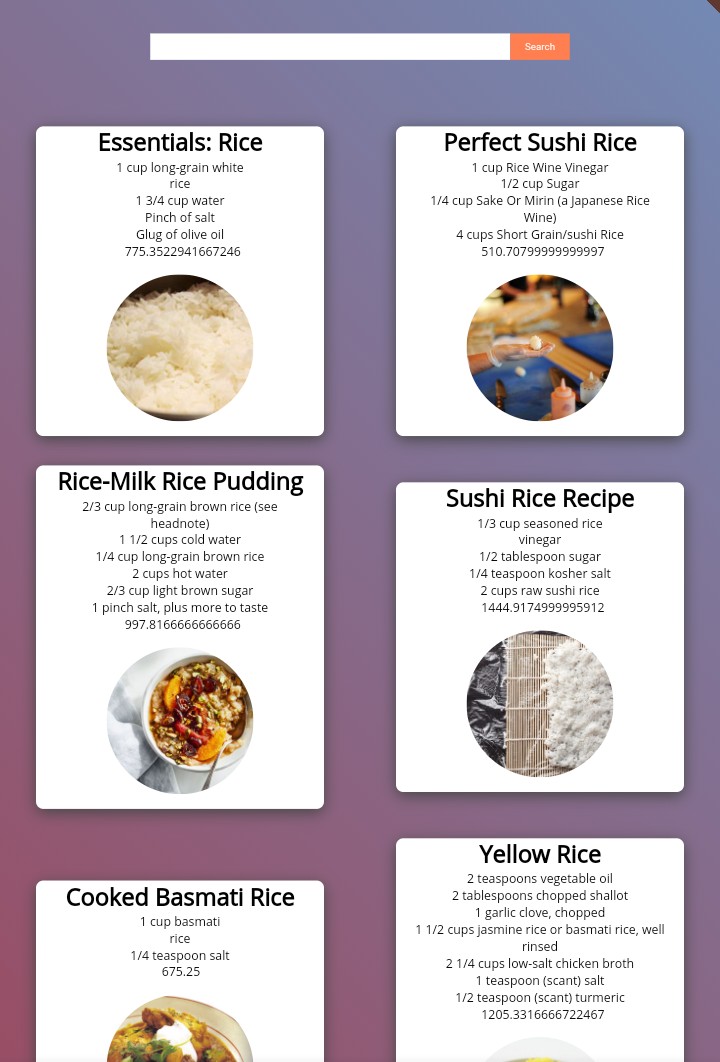 Search
Essentials: Rice
1 cup long-grain white
rice
1 3/4 cup water
Pinch of salt
Glug of olive oil
775.3522941667246
Perfect Sushi Rice
1 cup Rice Wine Vinegar
1/2 cup Sugar
1/4 cup Sake Or Mirin (a Japanese Rice
Wine)
4 cups Short Grain/sushi Rice
510.70799999999997
Rice-Milk Rice Pudding
2/3 cup long-grain brown rice (see
headnote)
1 1/2 cups cold water
1/4 cup long-grain brown rice
2 cups hot water
2/3 cup light brown sugar
1 pinch salt, plus more to taste
997.8166666666666
Sushi Rice Recipe
1/3 cup seasoned rice
vinegar
1/2 tablespoon sugar
1/4 teaspoon kosher salt
2 cups raw sushi rice
1444.9174999995912
Cooked Basmati Rice
1 cup basmati
rice
1/4 teaspoon salt
675.25
Yellow Rice
2 teaspoons vegetable oil
2 tablespoons chopped shallot
1 garlic clove, chopped
1 1/2 cups jasmine rice or basmati rice, well
rinsed
2 1/4 cups low-salt chicken broth
1 teaspoon (scant) salt
1/2 teaspoon (scant) turmeric
1205.3316666722467